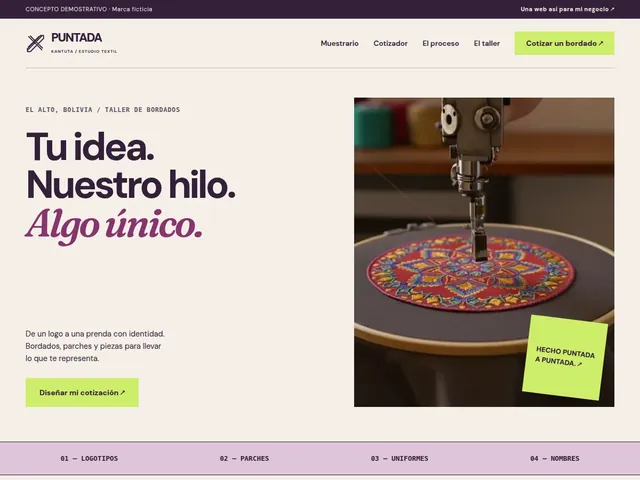 CONCEPTO DEMOSTRATIVO · Marca ficticia
Una web así para mi negocio ↗
PUNTADA
KANTUTA / ESTUDIO TEXTIL
Muestrario
Cotizador
El proceso
El taller
Cotizar un bordado ↗
EL ALTO, BOLIVIA / TALLER DE BORDADOS
Tu idea.
Nuestro hilo.
Algo único.
De un logo a una prenda con identidad.
Bordados, parches y piezas para llevar
lo que te representa.
Diseñar mi cotización ↗
HECHO PUNTADA
A PUNTADA. ↗
01 — LOGOTIPOS
02 — PARCHES
03 — UNIFORMES
04 — NOMBRES